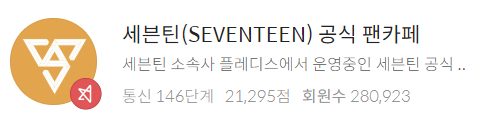 세븐틴(SEVENTEEN) 공식 팬카페
세븐틴 소속사 플레디스에서 운영중인 세븐틴 공식 ..
통신 146단계 21,295점 회원수 280,923